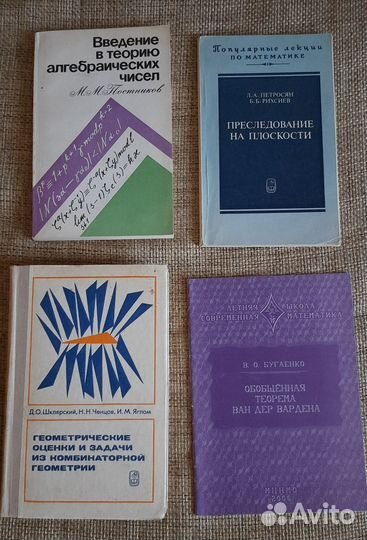 Введение
в теорию
алгебраических
чисел
М.М.Постников
Популярные лекции
ПО МАТЕМАТИКЕ
Л.А. ПЕТРОСЯН
Б.Б. РИХСИЕВ
ПРЕСЛЕДОВАНИЕ
НА ПЛОСКОСТИ
Д.О. Шклярский, Н.Н. Ченцов, И.М. Яглом
ГЕОМЕТРИЧЕСКИЕ
ОЦЕНКИ И ЗАДАЧИ
ИЗ КОМБИНАТОРНОЙ
ГЕОМЕТРИИ
ЛЕТНЯЯ ШКОЛА
СОВРЕМЕННАЯ МАТЕМАТИКА
В. О. БУГАЕНКО
ОБОБЩЁННАЯ
ТЕОРЕМА
ВАН ДЕР ВАРДЕНА
МЦНМО
Avito